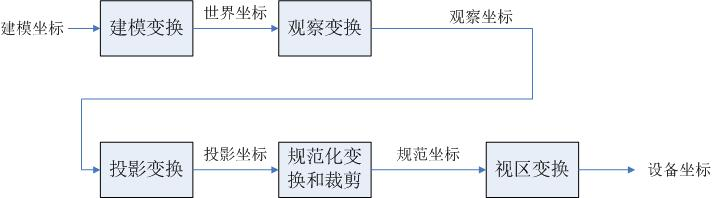 建模坐标
建模变换
世界坐标
观察变换
观察坐标
投影变换
投影坐标
规范化变
换和裁剪
规范坐标
视区变换
设备坐标